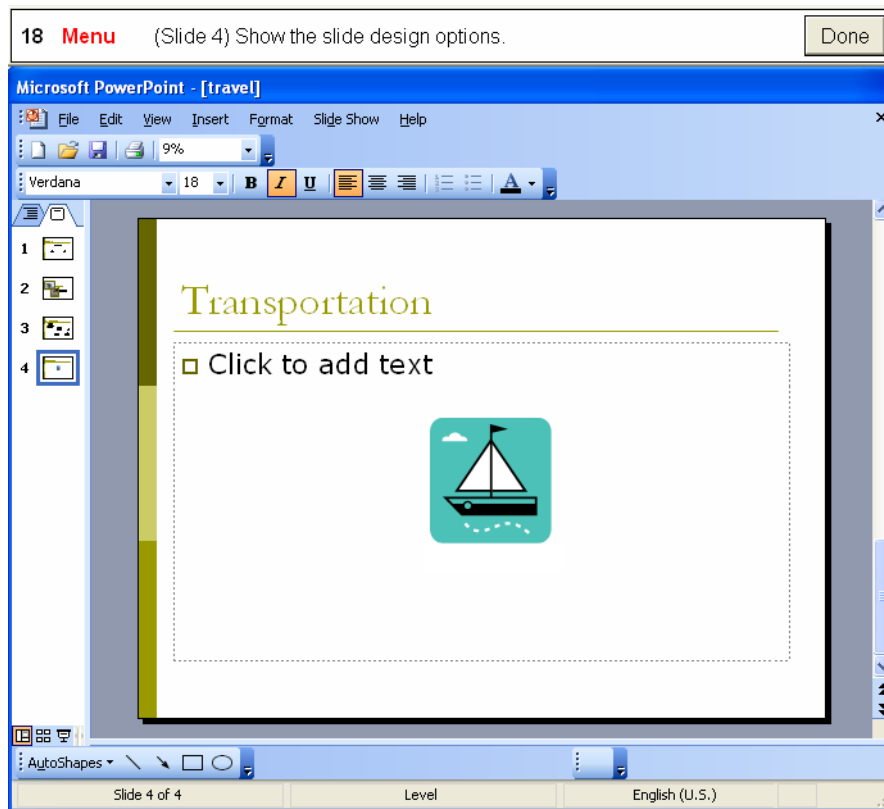 18 Menu (Slide 4) Show the slide design options. Done
Microsoft PowerPoint - [travel]
File Edit View Insert Format Slide Show Help
9%
Verdana 18 B I U A
1
2
3
4
Transportation
Click to add text
AutoShapes
Slide 4 of 4 Level English (U.S.)